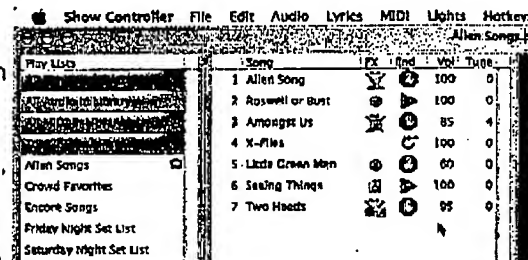 Show Controller File Edit Audio Lyrics MIDI Lights Hotkey
Alien Songs
Play Lists
Alien Songs
Crowd Favorites
Encore Songs
Friday Night Set List
Saturday Night Set List
Song FX End Vol Tune
1 Alien Song 100 0
2 Roswell or Bust 100 0
3 Amongst Us 85 4
4 X-files 100 0
5 Little Green Man 60 0
6 Seeing Things 100 0
7 Two Heads 95 0